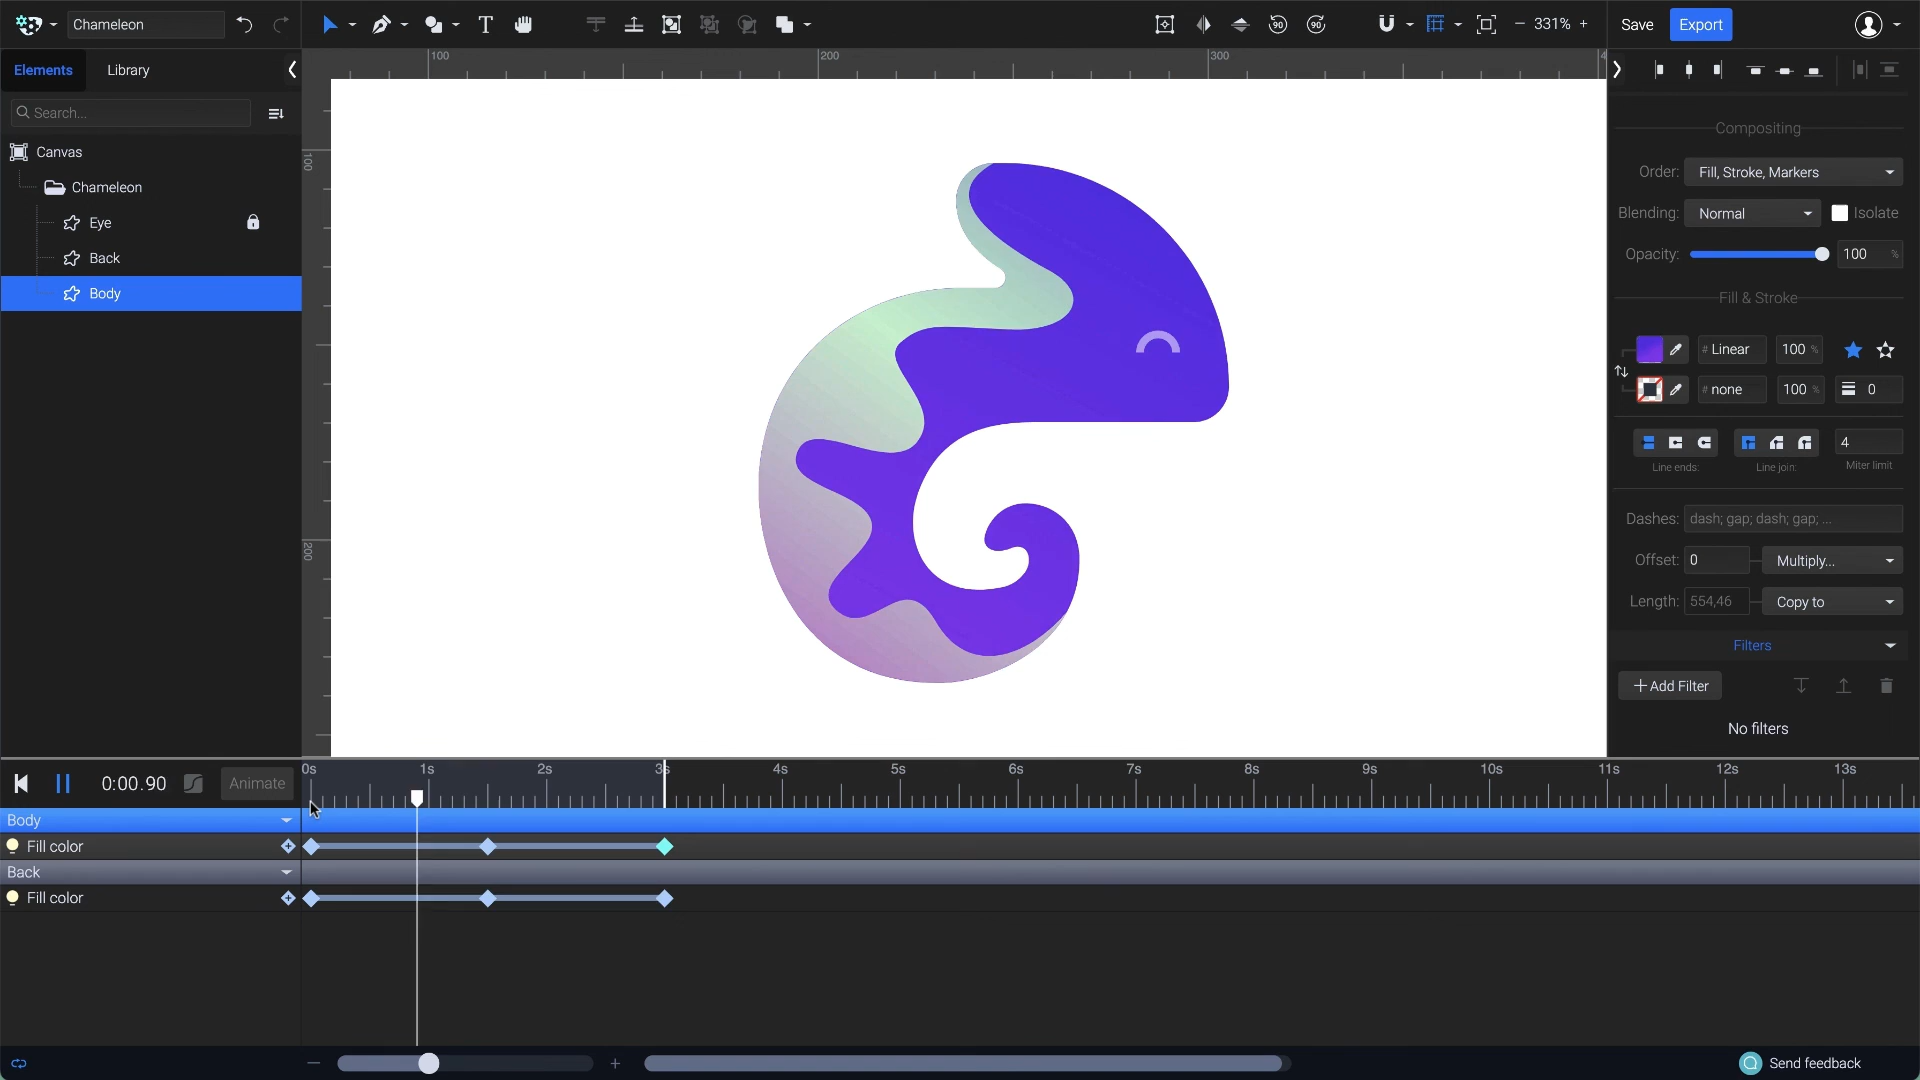 Chameleon
331%
Save
Export
Elements
Library
100
200
300
Search...
Canvas
Chameleon
Eye
Back
Body
100
200
Compositing
Order: Fill, Stroke, Markers
Blending: Normal Isolate
Opacity: 100 %
Fill & Stroke
# Linear 100 %
# none 100 % 0
4
Line ends: Line join: Miter limit
Dashes: dash; gap; dash; gap; ...
Offset: 0 Multiply...
Length: 554,46 Copy to
Filters
+ Add Filter
No filters
0:00.90 Animate
0s 1s 2s 3s 4s 5s 6s 7s 8s 9s 10s 11s 12s 13s
Body
Fill color
Back
Fill color
Send feedback